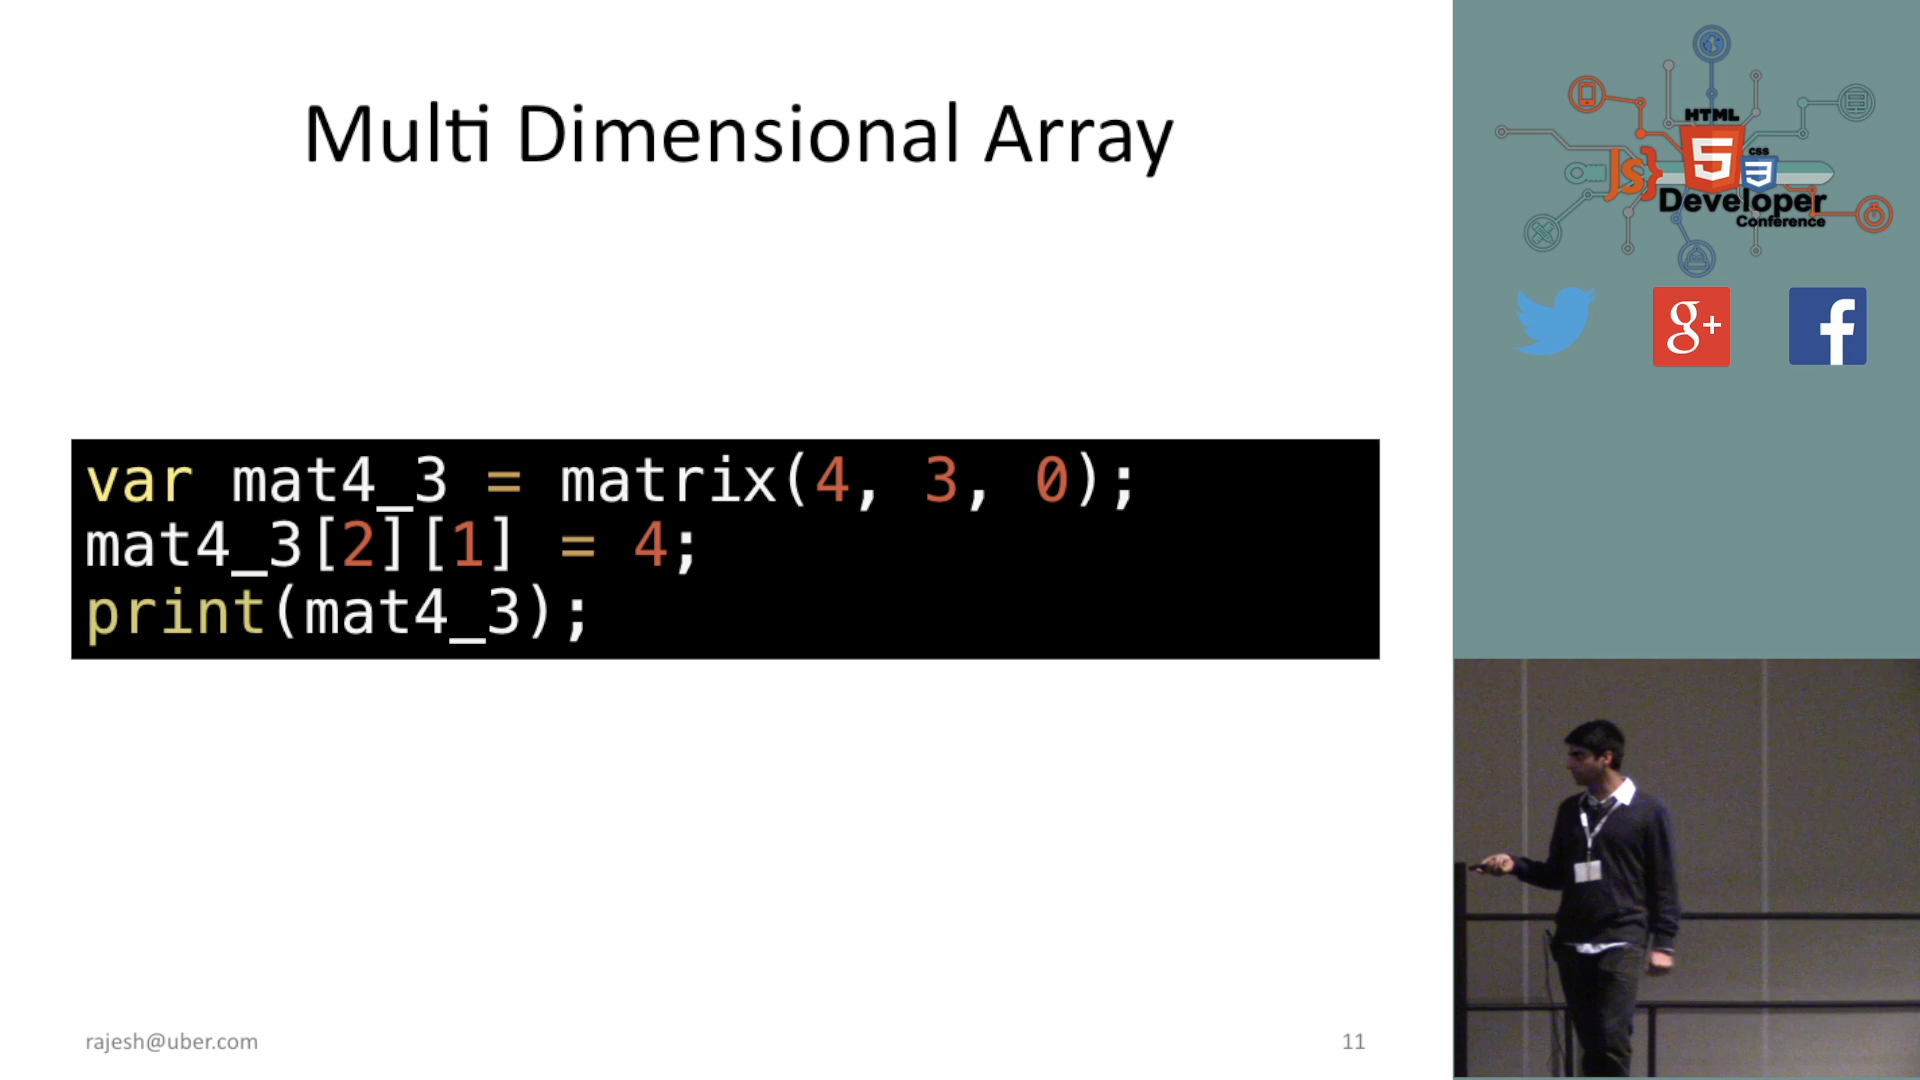 Multi Dimensional Array
var mat4_3 = matrix(4, 3, 0);
mat4_3[2][1] = 4;
print(mat4_3);
rajesh@uber.com
11
HTML
5
JS}
CSS
3
Developer
Conference
g+
f